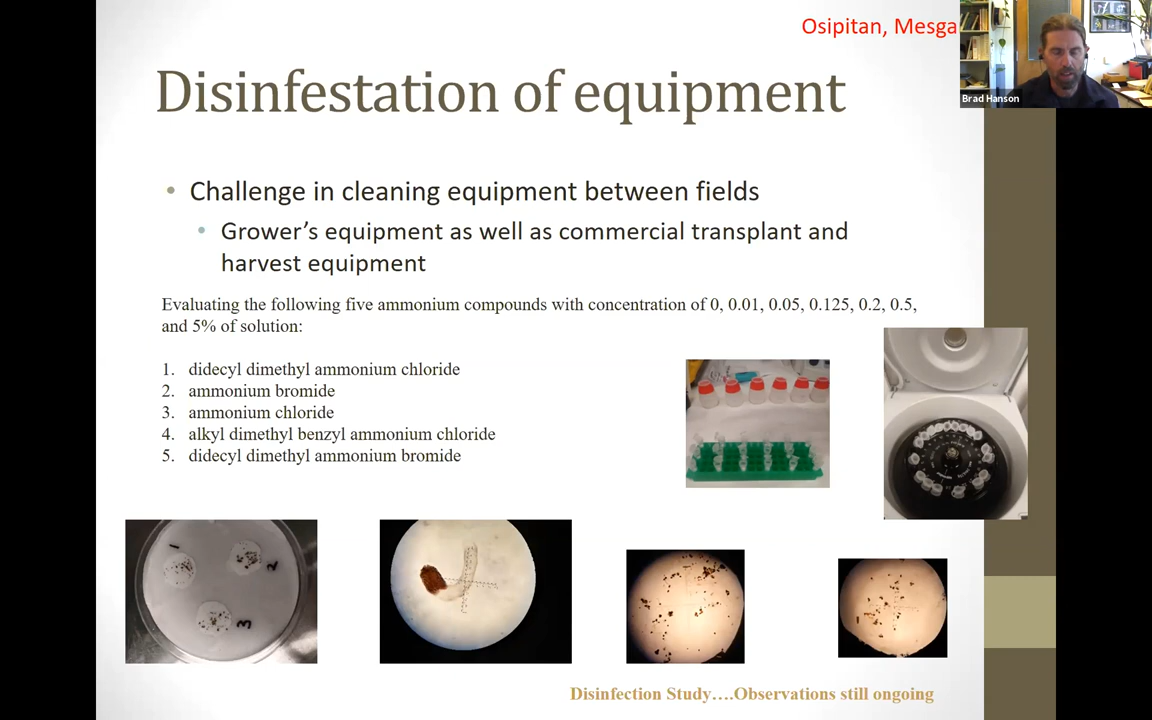 Osipitan, Mesga
Brad Hanson
Disinfestation of equipment
• Challenge in cleaning equipment between fields
• Grower's equipment as well as commercial transplant and
harvest equipment
Evaluating the following five ammonium compounds with concentration of 0, 0.01, 0.05, 0.125, 0.2, 0.5,
and 5% of solution:
1. didecyl dimethyl ammonium chloride
2. ammonium bromide
3. ammonium chloride
4. alkyl dimethyl benzyl ammonium chloride
5. didecyl dimethyl ammonium bromide
1
2
3
Disinfection Study….Observations still ongoing